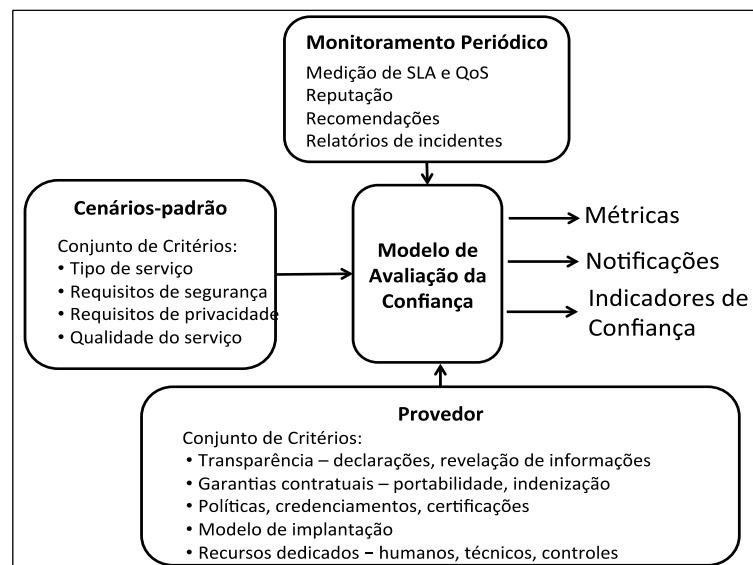 Monitoramento Periódico
Medição de SLA e QoS
Reputação
Recomendações
Relatórios de incidentes
Cenários-padrão
Conjunto de Critérios:
• Tipo de serviço
• Requisitos de segurança
• Requisitos de privacidade
• Qualidade do serviço
Modelo de
Avaliação da
Confiança
Métricas
Notificações
Indicadores de
Confiança
Provedor
Conjunto de Critérios:
• Transparência – declarações, revelação de informações
• Garantias contratuais – portabilidade, indenização
• Políticas, credenciamentos, certificações
• Modelo de implantação
• Recursos dedicados – humanos, técnicos, controles